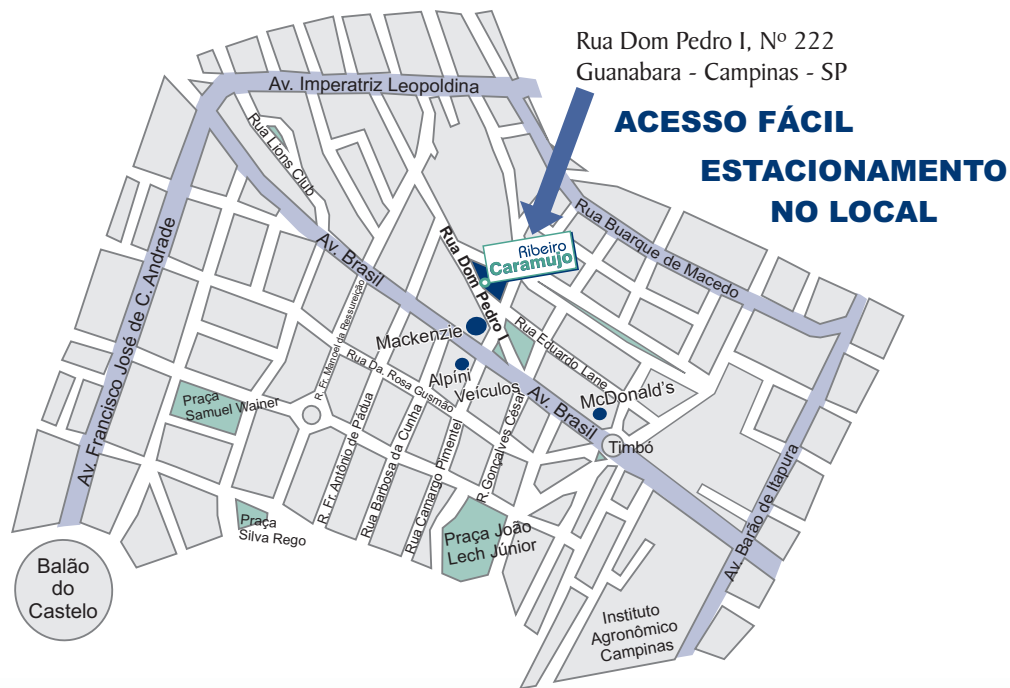 Rua Dom Pedro I, Nº 222
Guanabara - Campinas - SP
ACESSO FÁCIL
ESTACIONAMENTO
NO LOCAL
Av. Imperatriz Leopoldina
Rua Lions Club
Rua Buarque de Macedo
Av. Francisco José de C. Andrade
Av. Brasil
Rua Dom Pedro I
Ribeiro
Caramujo
R. Fr. Manoel da Ressureição
Mackenzie
Rua Eduardo Lane
Rua Da. Rosa Gusmão
Alpíni
Veículos
Av. Brasil
McDonald's
Praça
Samuel Wainer
Timbó
R. Fr. Antônio de Pádua
Rua Barbosa da Cunha
Rua Camargo Pimentel
R.Gonçalves César
Av. Barão de Itapura
Praça
Silva Rego
Praça João
Lech Júnior
Balão
do
Castelo
Instituto
Agronômico
Campinas